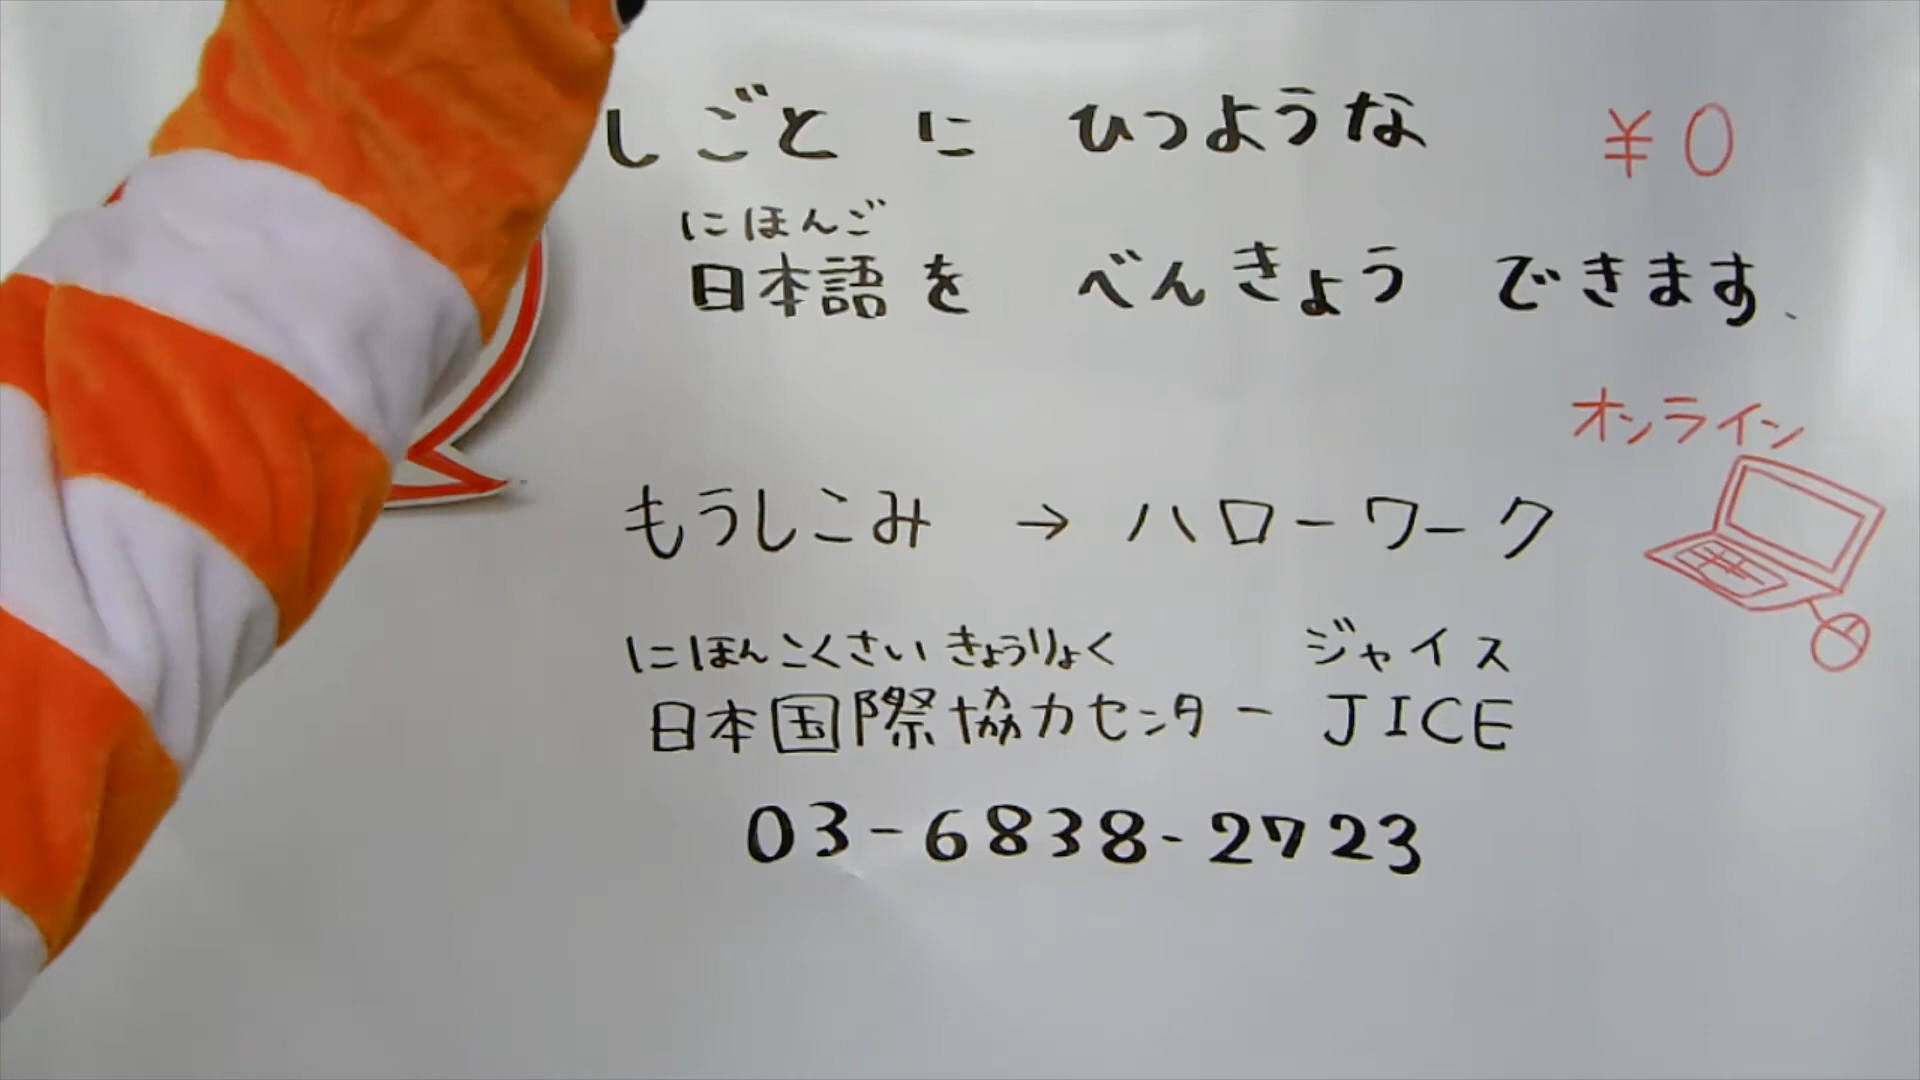 しごと に ひつような
¥0
にほんご
日本語を べんきょう できます、
オンライン
もうしこみ → ハローワーク
にほんこくさいきょうりょく ジャイス
日本国際協力センター JICE
03-6838-2723